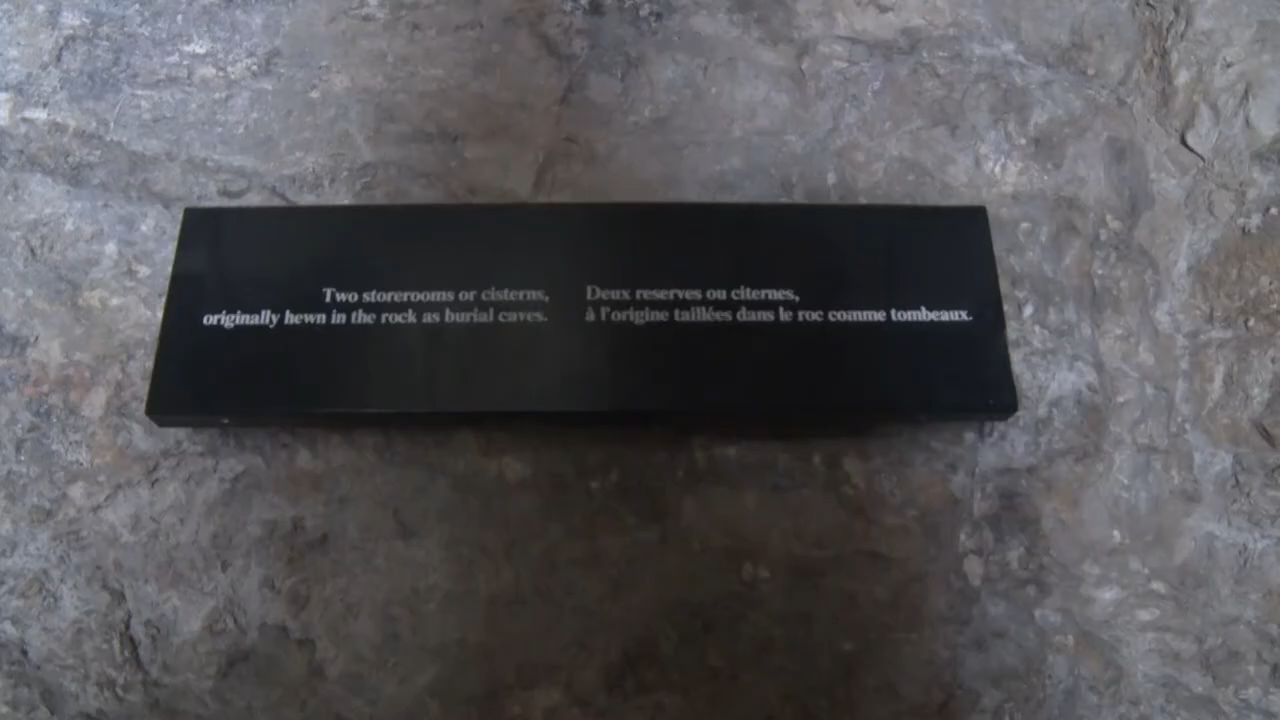 Two storerooms or cisterns,
originally hewn in the rock as burial caves.
Deux reserves ou citernes,
à l'origine taillées dans le roc comme tombeaux.